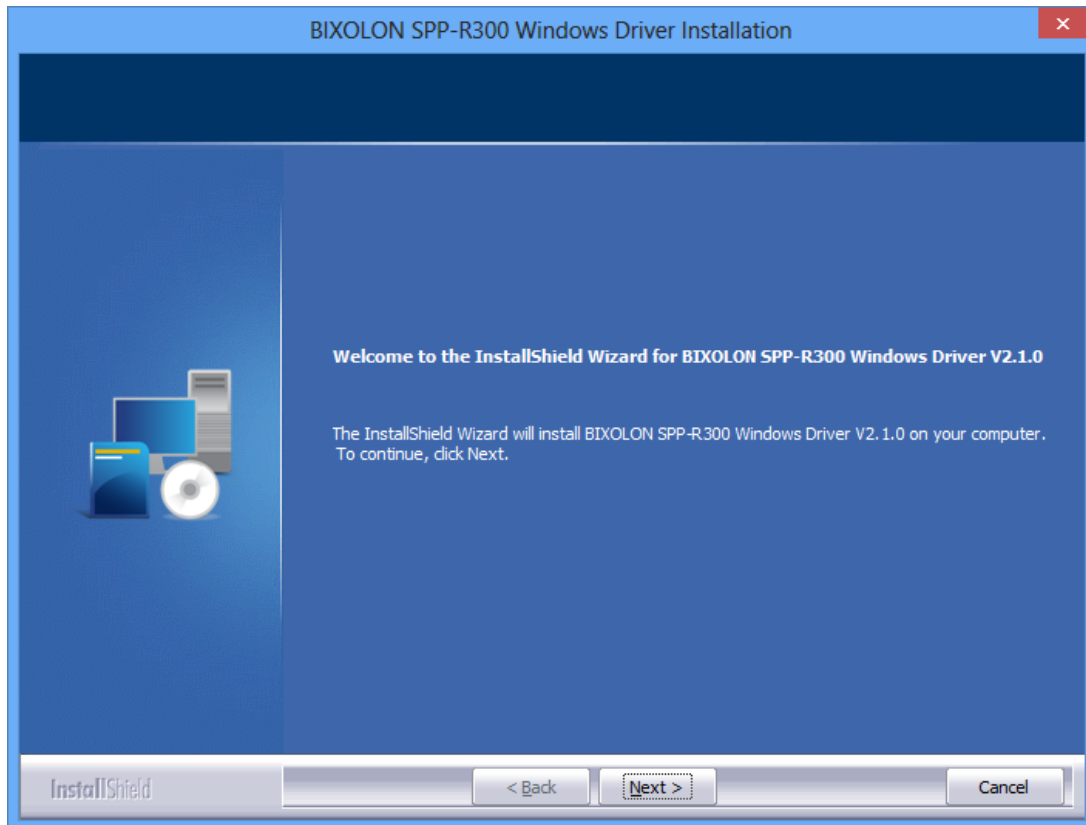 BIXOLON SPP-R300 Windows Driver Installation
Welcome to the InstallShield Wizard for BIXOLON SPP-R300 Windows Driver V2.1.0
The InstallShield Wizard will install BIXOLON SPP-R300 Windows Driver V2.1.0 on your computer.
To continue, click Next.
InstallShield
< Back
Next >
Cancel